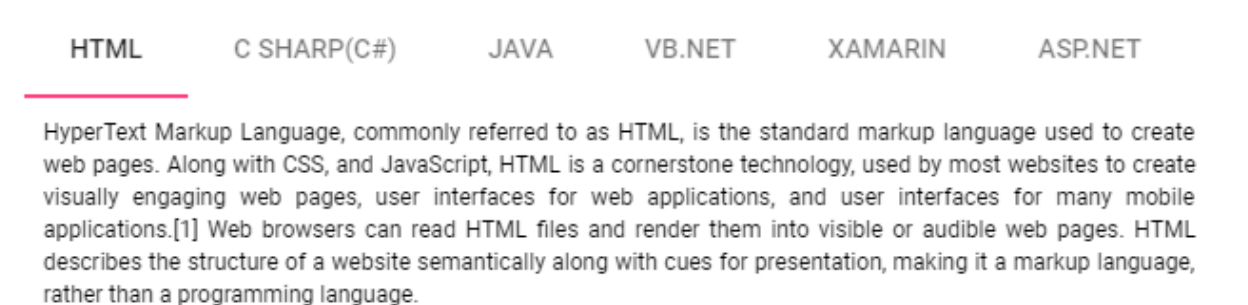 HTML C SHARP(C#) JAVA VB.NET XAMARIN ASP.NET
HyperText Markup Language, commonly referred to as HTML, is the standard markup language used to create
web pages. Along with CSS, and JavaScript, HTML is a cornerstone technology, used by most websites to create
visually engaging web pages, user interfaces for web applications, and user interfaces for many mobile
applications.[1] Web browsers can read HTML files and render them into visible or audible web pages. HTML
describes the structure of a website semantically along with cues for presentation, making it a markup language,
rather than a programming language.